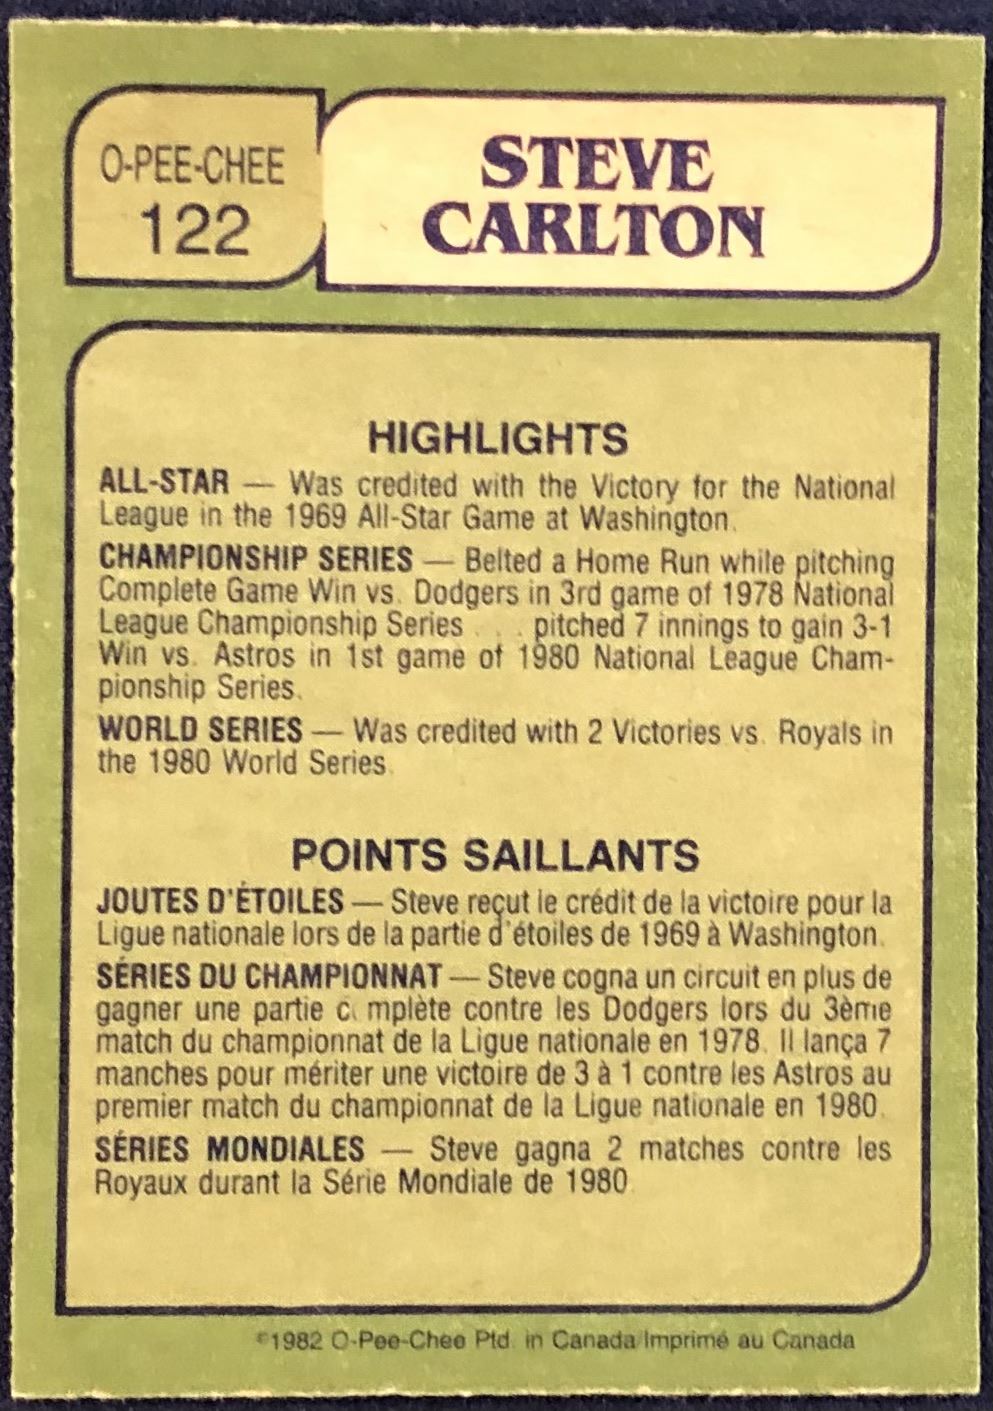 O-PEE-CHEE
122
STEVE
CARLTON
HIGHLIGHTS
ALL-STAR — Was credited with the Victory for the National
League in the 1969 All-Star Game at Washington.
CHAMPIONSHIP SERIES — Belted a Home Run while pitching
Complete Game Win vs. Dodgers in 3rd game of 1978 National
League Championship Series . . . pitched 7 innings to gain 3-1
Win vs. Astros in 1st game of 1980 National League Cham-
pionship Series.
WORLD SERIES — Was credited with 2 Victories vs. Royals in
the 1980 World Series.
POINTS SAILLANTS
JOUTES D'ÉTOILES — Steve reçut le crédit de la victoire pour la
Ligue nationale lors de la partie d'étoiles de 1969 à Washington.
SÉRIES DU CHAMPIONNAT — Steve cogna un circuit en plus de
gagner une partie c mplète contre les Dodgers lors du 3ème
match du championnat de la Ligue nationale en 1978. Il lança 7
manches pour mériter une victoire de 3 à 1 contre les Astros au
premier match du championnat de la Ligue nationale en 1980.
SÉRIES MONDIALES — Steve gagna 2 matches contre les
Royaux durant la Série Mondiale de 1980.
©1982 O-Pee-Chee Ptd. in Canada/Imprimé au Canada